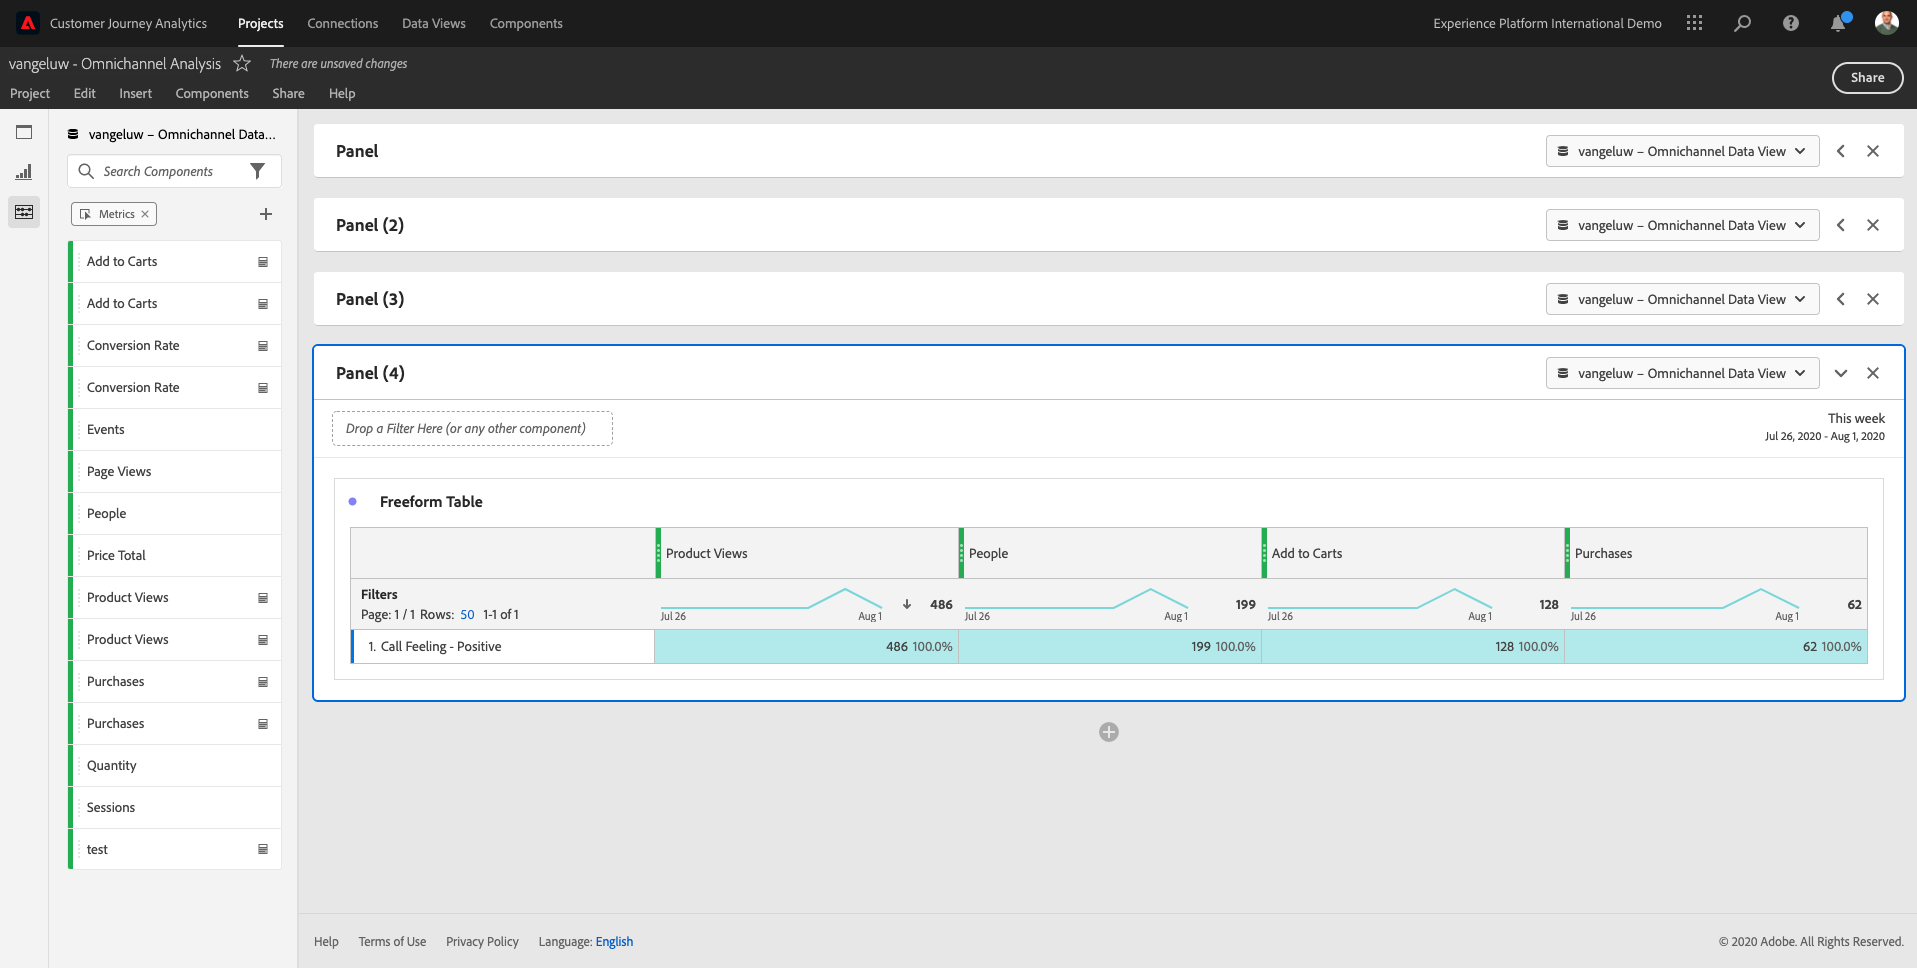 Customer Journey Analytics Projects Connections Data Views Components Experience Platform International Demo
vangeluw - Omnichannel Analysis There are unsaved changes
Share
Project Edit Insert Components Share Help
vangeluw – Omnichannel Data...
Search Components
Metrics
Add to Carts
Add to Carts
Conversion Rate
Conversion Rate
Events
Page Views
People
Price Total
Product Views
Product Views
Purchases
Purchases
Quantity
Sessions
test
Panel vangeluw – Omnichannel Data View
Panel (2) vangeluw – Omnichannel Data View
Panel (3) vangeluw – Omnichannel Data View
Panel (4) vangeluw – Omnichannel Data View
Drop a Filter Here (or any other component)
This week
Jul 26, 2020 - Aug 1, 2020
Freeform Table
Product Views People Add to Carts Purchases
Filters
Page: 1 / 1 Rows: 50 1-1 of 1
486 199 128 62
Jul 26 Aug 1 Jul 26 Aug 1 Jul 26 Aug 1 Jul 26 Aug 1
1. Call Feeling - Positive 486 100.0% 199 100.0% 128 100.0% 62 100.0%
Help Terms of Use Privacy Policy Language: English © 2020 Adobe. All Rights Reserved.